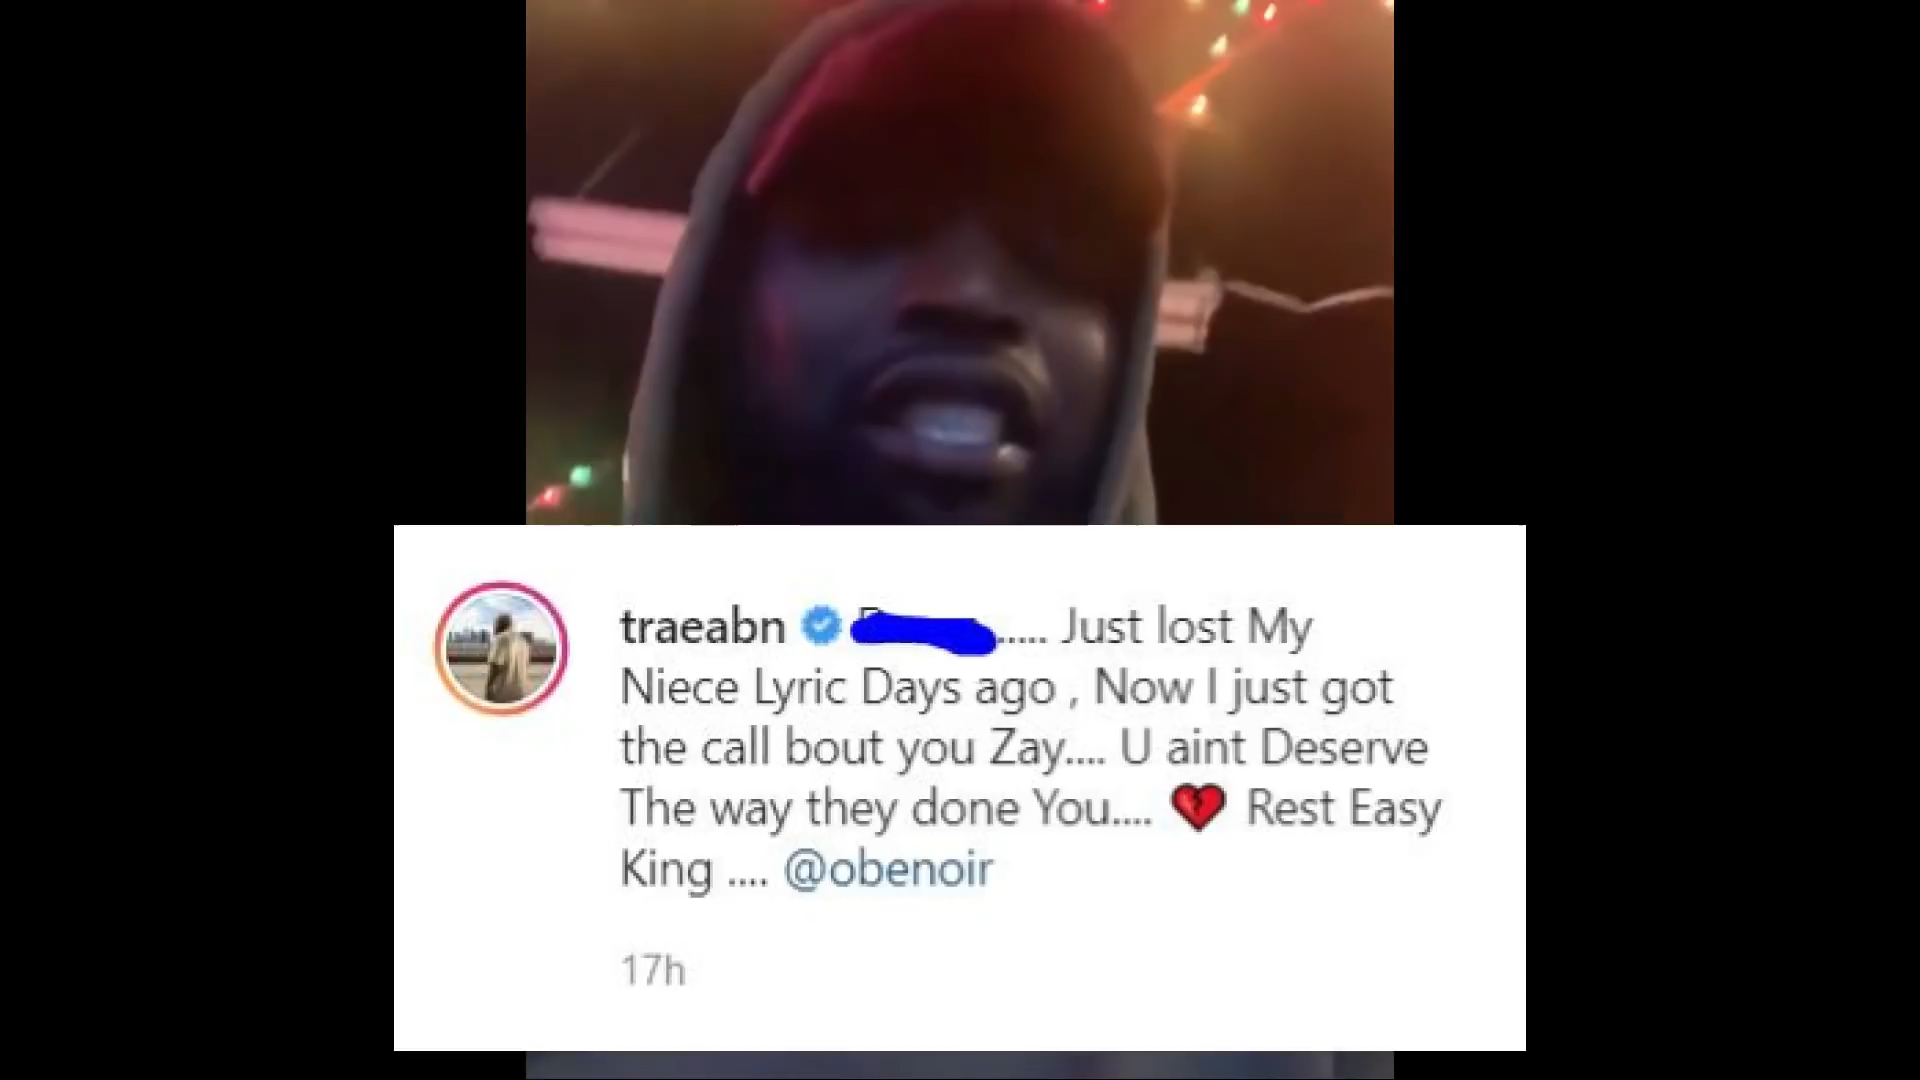 traeabn ..... Just lost My
Niece Lyric Days ago , Now I just got
the call bout you Zay.... U aint Deserve
The way they done You.... 💔 Rest Easy
King .... @obenoir
17h